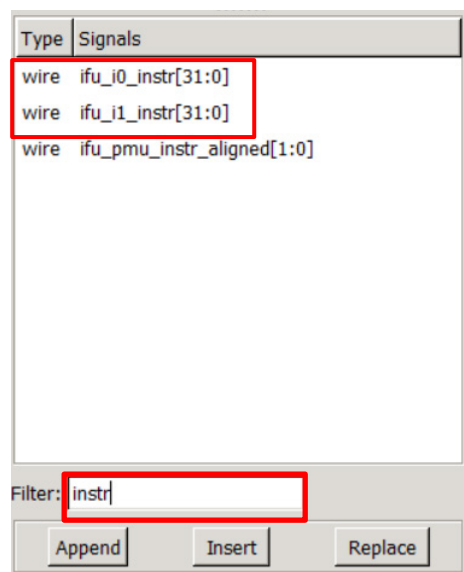 Type Signals
wire ifu_i0_instr[31:0]
wire ifu_i1_instr[31:0]
wire ifu_pmu_instr_aligned[1:0]
Filter: instr
Append Insert Replace